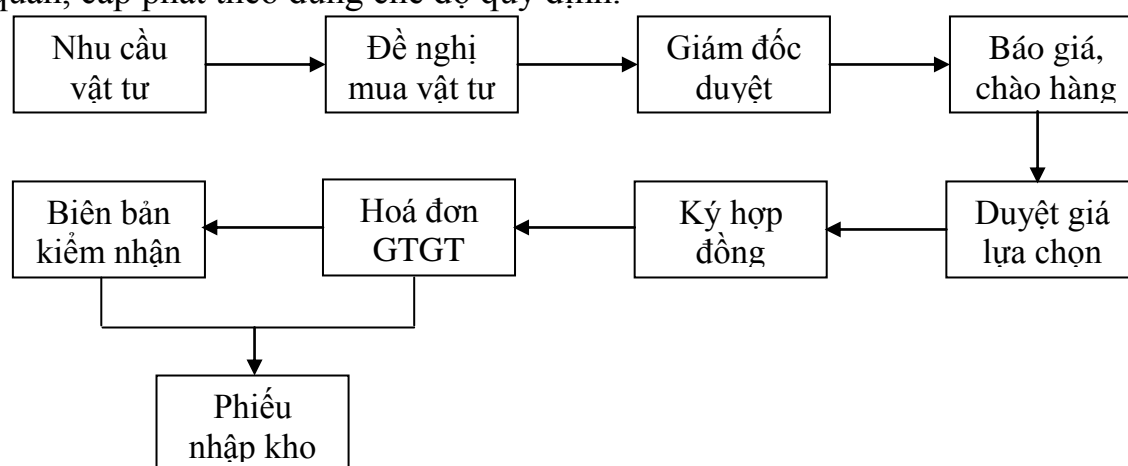 quản, cấp phát theo đúng chế độ quy định.
Nhu cầu
vật tư
Đề nghị
mua vật tư
Giám đốc
duyệt
Báo giá,
chào hàng
Duyệt giá
lựa chọn
Ký hợp
đồng
Hoá đơn
GTGT
Biên bản
kiểm nhận
Phiếu
nhập kho